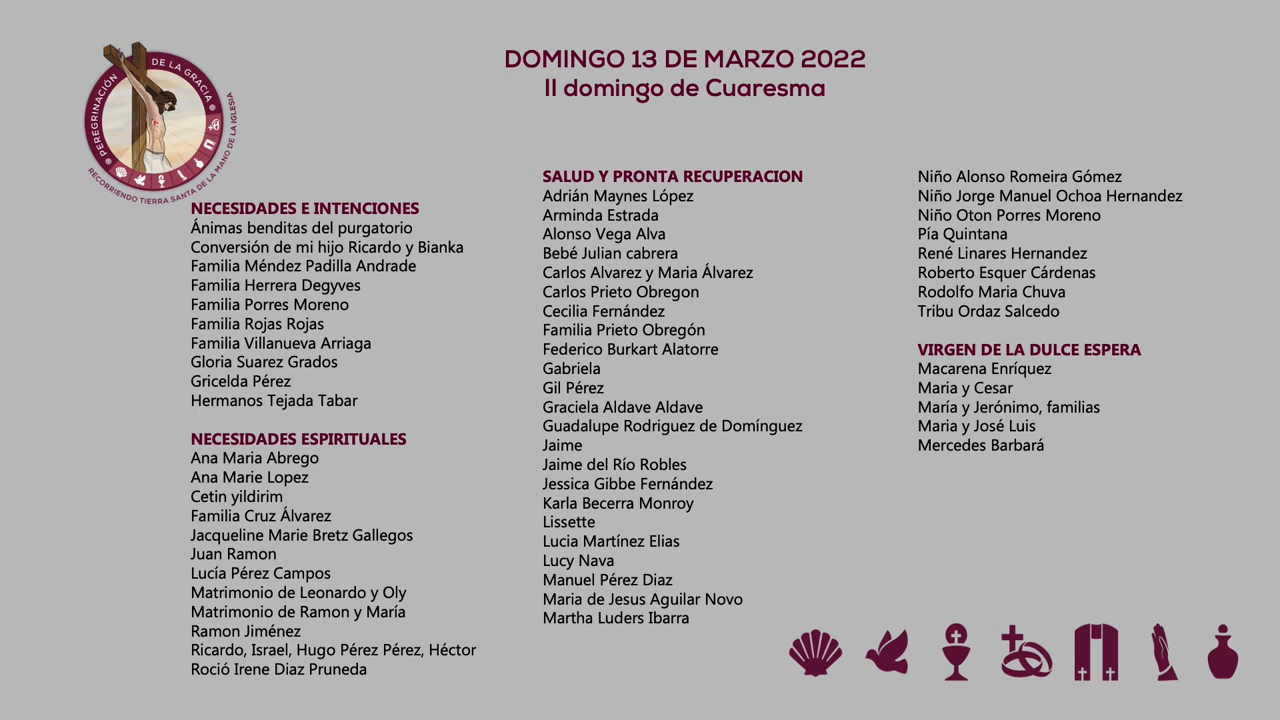 PEREGRINACIÓN DE LA GRACIA
RECORRIENDO TIERRA SANTA DE LA MANO DE LA IGLESIA
DOMINGO 13 DE MARZO 2022
II domingo de Cuaresma
NECESIDADES E INTENCIONES
Ánimas benditas del purgatorio
Conversión de mi hijo Ricardo y Bianka
Familia Méndez Padilla Andrade
Familia Herrera Degyves
Familia Porres Moreno
Familia Rojas Rojas
Familia Villanueva Arriaga
Gloria Suarez Grados
Gricelda Pérez
Hermanos Tejada Tabar
NECESIDADES ESPIRITUALES
Ana Maria Abrego
Ana Marie Lopez
Cetin yildirim
Familia Cruz Álvarez
Jacqueline Marie Bretz Gallegos
Juan Ramon
Lucía Pérez Campos
Matrimonio de Leonardo y Oly
Matrimonio de Ramon y María
Ramon Jiménez
Ricardo, Israel, Hugo Pérez Pérez, Héctor
Roció Irene Diaz Pruneda
SALUD Y PRONTA RECUPERACION
Adrián Maynes López
Arminda Estrada
Alonso Vega Alva
Bebé Julian cabrera
Carlos Alvarez y Maria Álvarez
Carlos Prieto Obregon
Cecilia Fernández
Familia Prieto Obregón
Federico Burkart Alatorre
Gabriela
Gil Pérez
Graciela Aldave Aldave
Guadalupe Rodriguez de Domínguez
Jaime
Jaime del Río Robles
Jessica Gibbe Fernández
Karla Becerra Monroy
Lissette
Lucia Martínez Elias
Lucy Nava
Manuel Pérez Diaz
Maria de Jesus Aguilar Novo
Martha Luders Ibarra
Niño Alonso Romeira Gómez
Niño Jorge Manuel Ochoa Hernandez
Niño Oton Porres Moreno
Pía Quintana
René Linares Hernandez
Roberto Esquer Cárdenas
Rodolfo Maria Chuva
Tribu Ordaz Salcedo
VIRGEN DE LA DULCE ESPERA
Macarena Enríquez
Maria y Cesar
María y Jerónimo, familias
Maria y José Luis
Mercedes Barbará